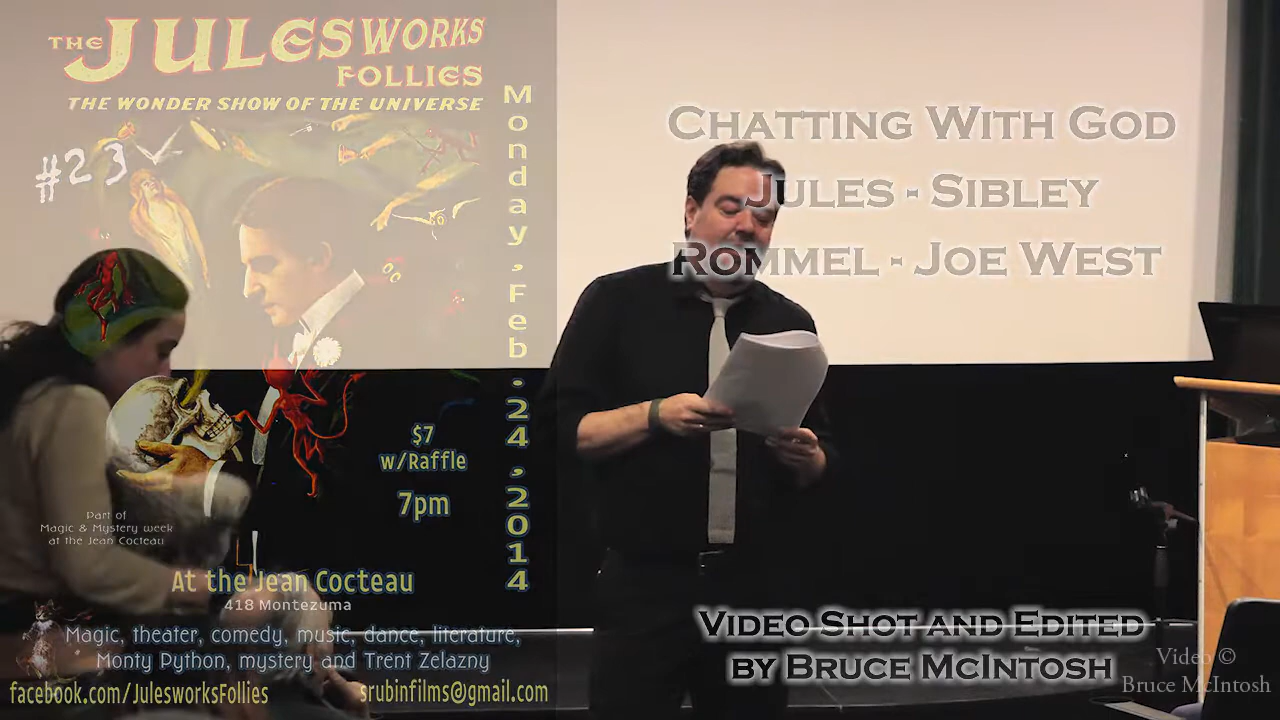 THE JULESWORKS
FOLLIES
THE WONDER SHOW OF THE UNIVERSE
#23
Monday, Feb. 24, 2014
$7
w/Raffle
7pm
Part of
Magic & Mystery week
at the Jean Cocteau
At the Jean Cocteau
418 Montezuma
Magic, theater, comedy, music, dance, literature,
Monty Python, mystery and Trent Zelazny
facebook.com/JulesworksFollies
srubinfilms@gmail.com
CHATTING WITH GOD
JULES - SIBLEY
ROMMEL - JOE WEST
VIDEO SHOT AND EDITED
BY BRUCE MCINTOSH
Video ©
Bruce McIntosh